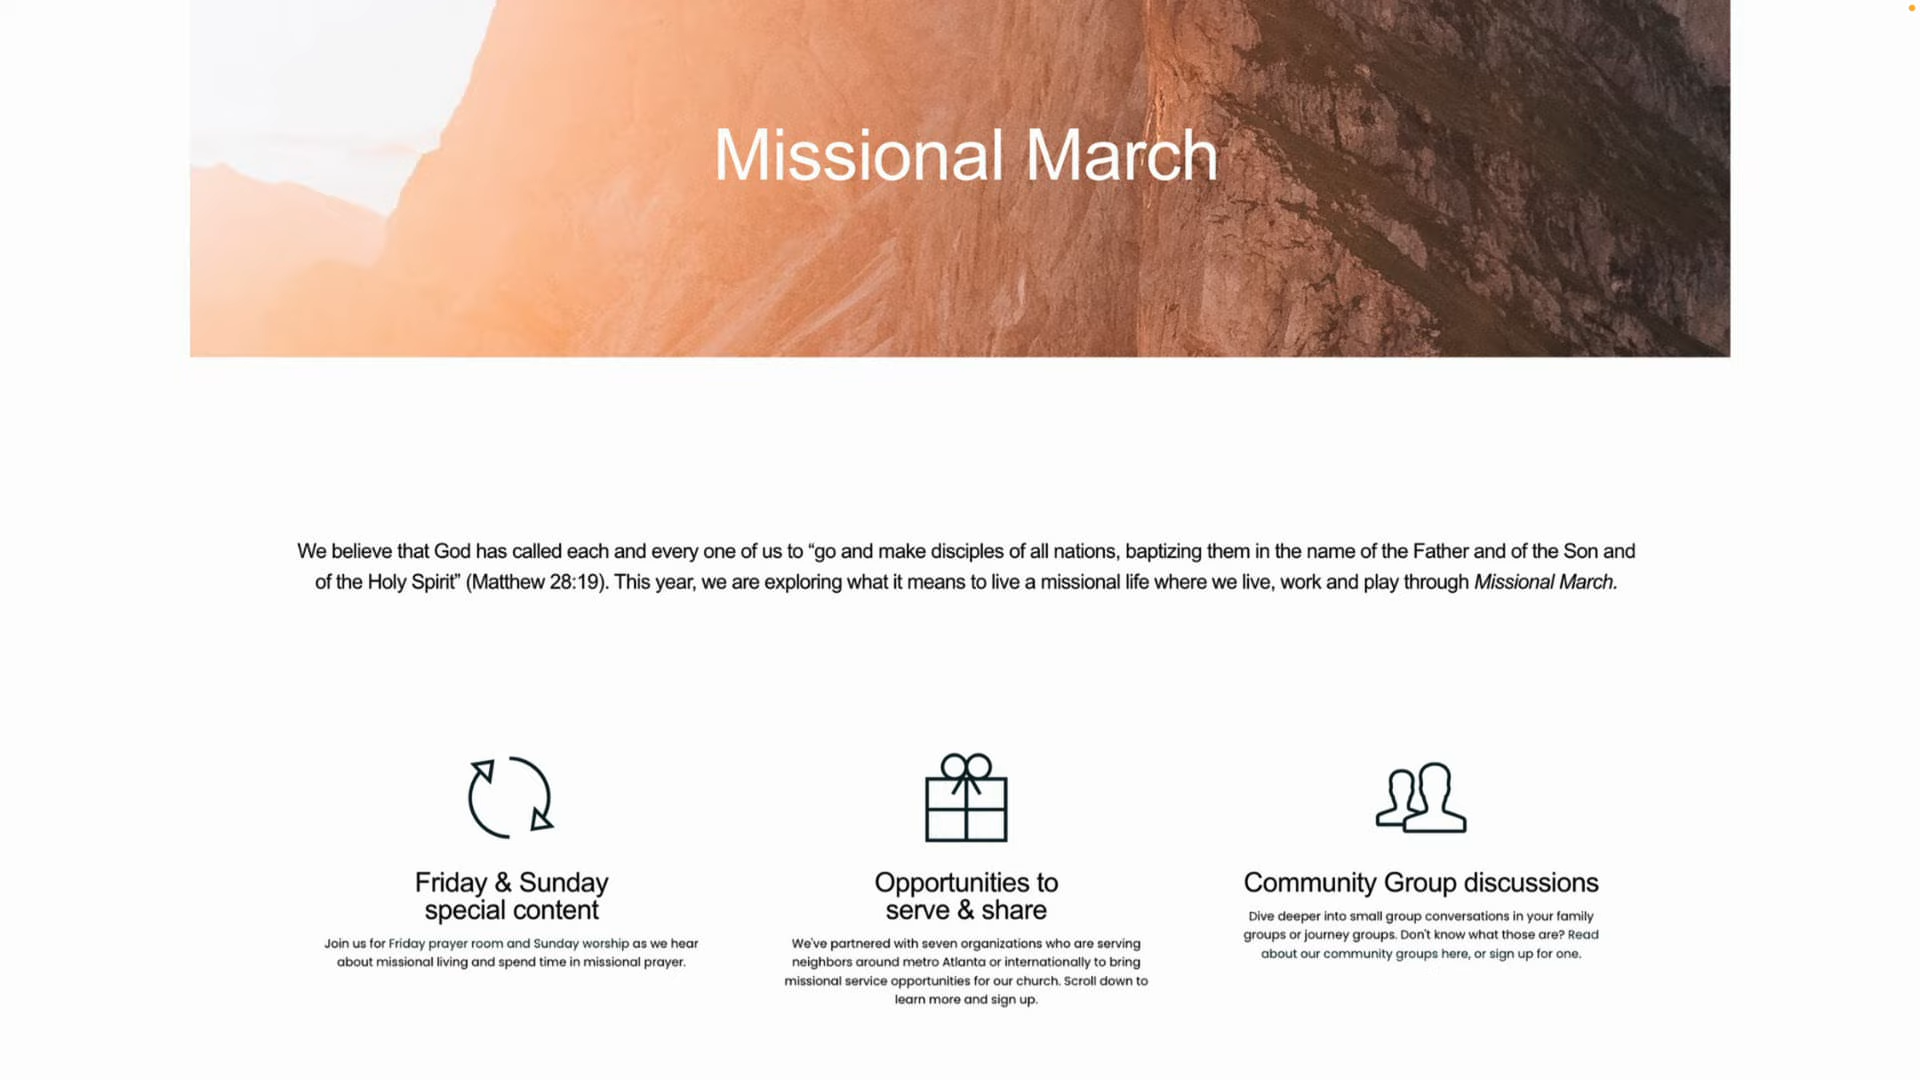 Missional March
We believe that God has called each and every one of us to “go and make disciples of all nations, baptizing them in the name of the Father and of the Son and
of the Holy Spirit” (Matthew 28:19). This year, we are exploring what it means to live a missional life where we live, work and play through Missional March.
Friday & Sunday
special content
Join us for Friday prayer room and Sunday worship as we hear
about missional living and spend time in missional prayer.
Opportunities to
serve & share
We've partnered with seven organizations who are serving
neighbors around metro Atlanta or internationally to bring
missional service opportunities for our church. Scroll down to
learn more and sign up.
Community Group discussions
Dive deeper into small group conversations in your family
groups or journey groups. Don't know what those are? Read
about our community groups here, or sign up for one.